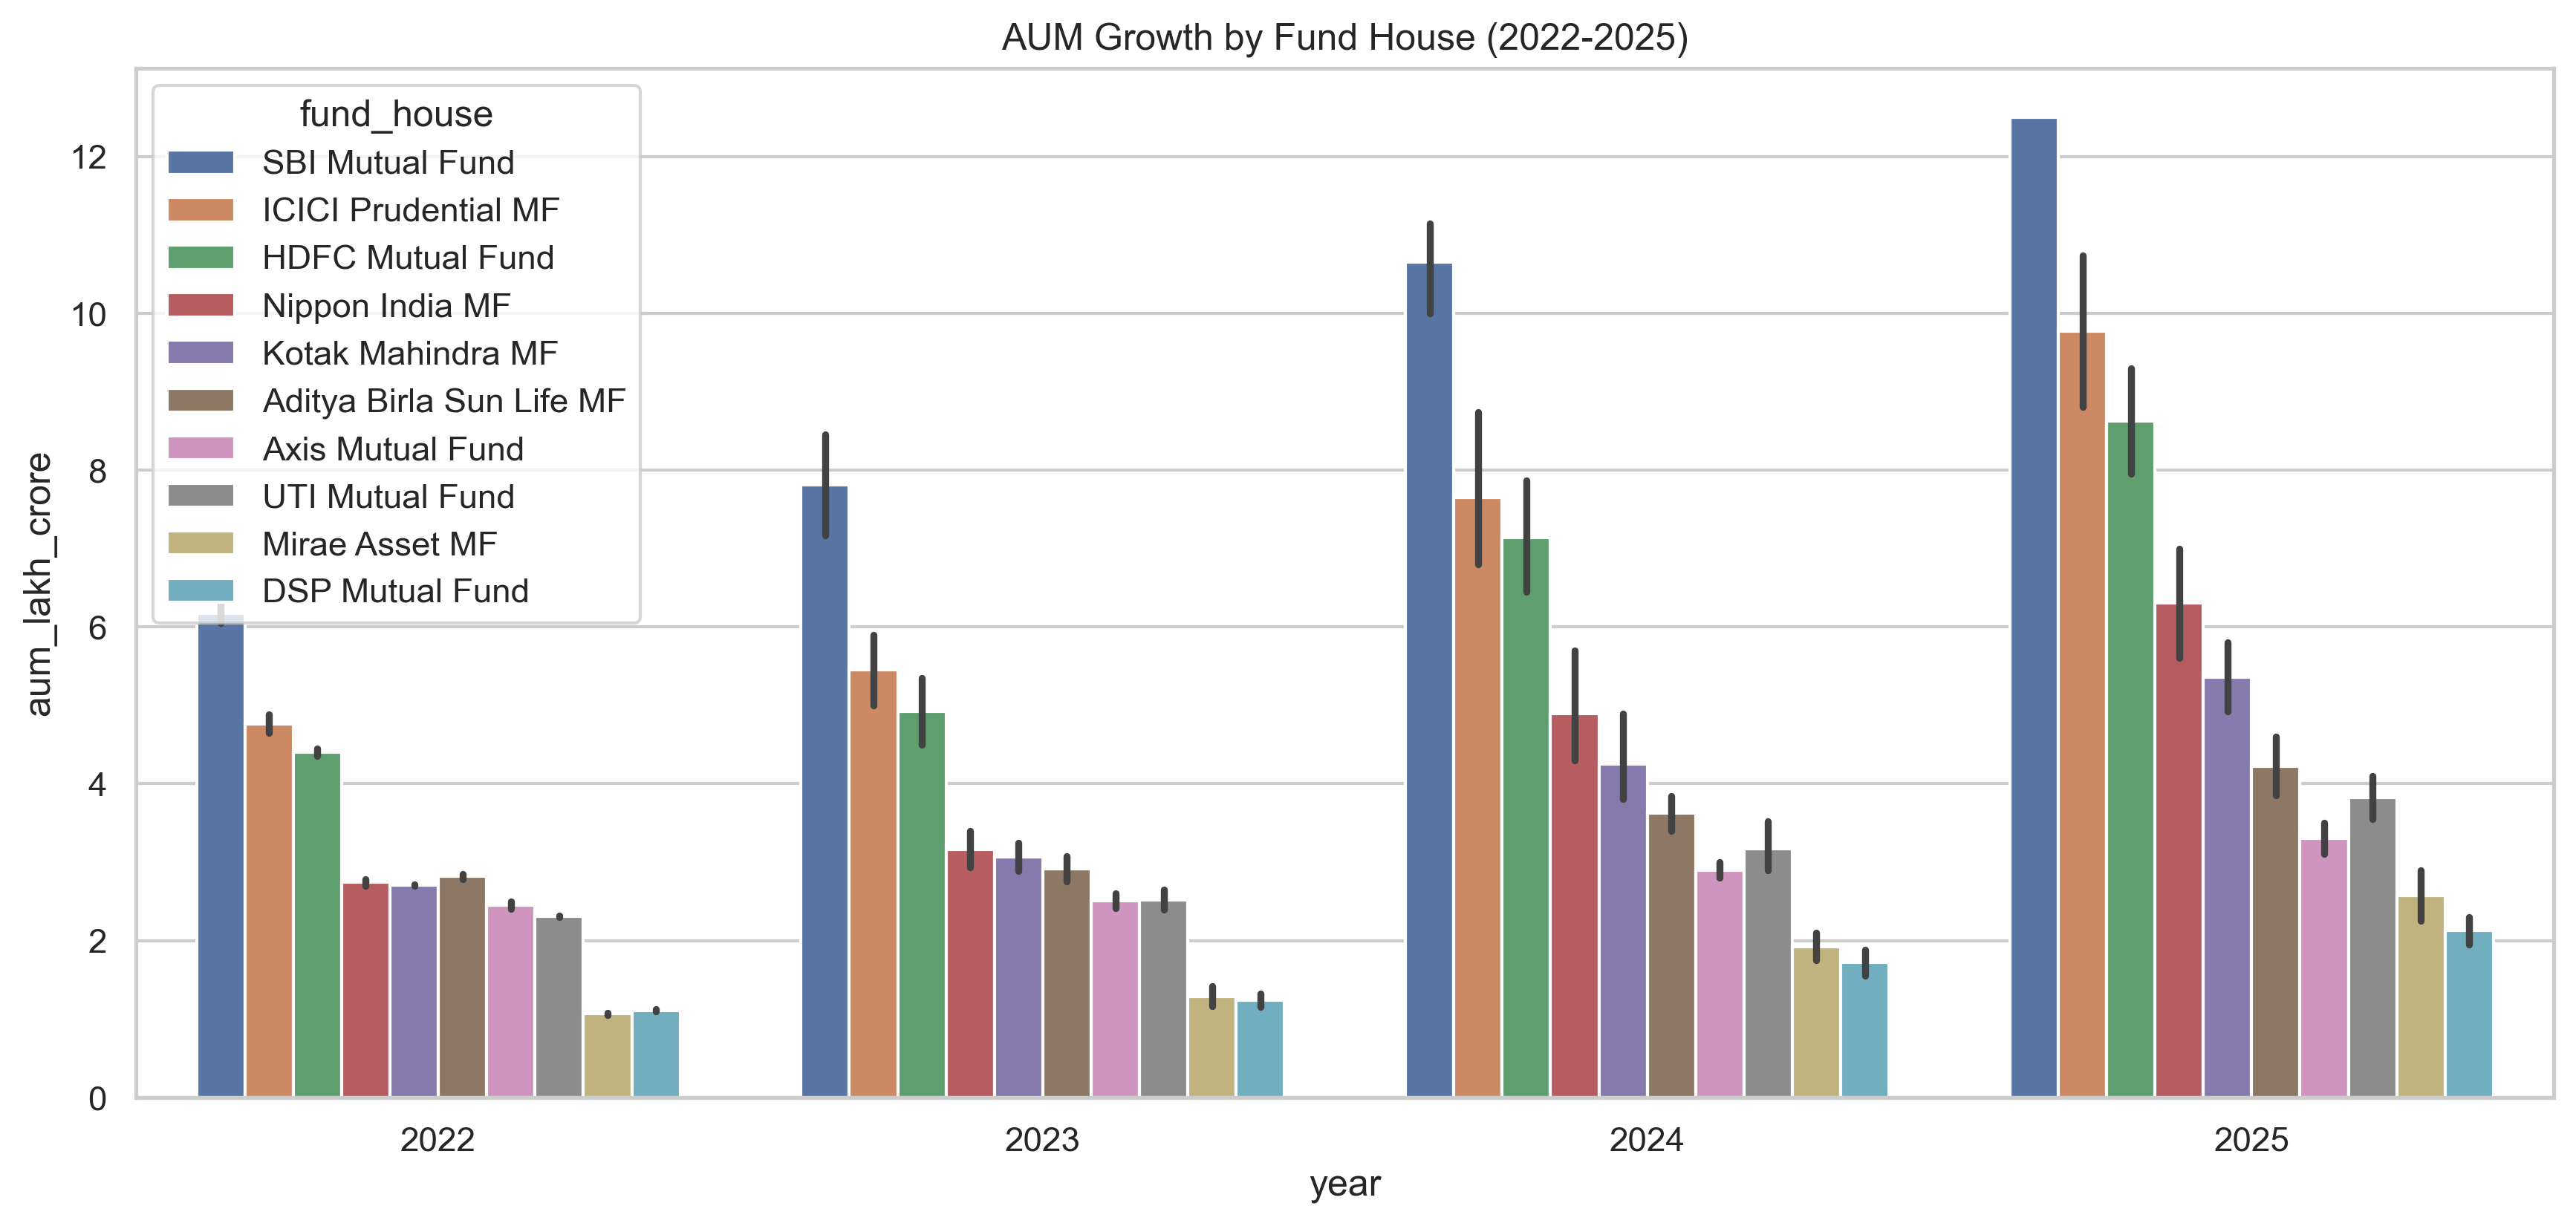 AUM Growth by Fund House (2022-2025)
fund_house
SBI Mutual Fund
ICICI Prudential MF
HDFC Mutual Fund
Nippon India MF
Kotak Mahindra MF
Aditya Birla Sun Life MF
Axis Mutual Fund
UTI Mutual Fund
Mirae Asset MF
DSP Mutual Fund
aum_lakh_crore
12
10
8
6
4
2
0
2022
2023
2024
2025
year